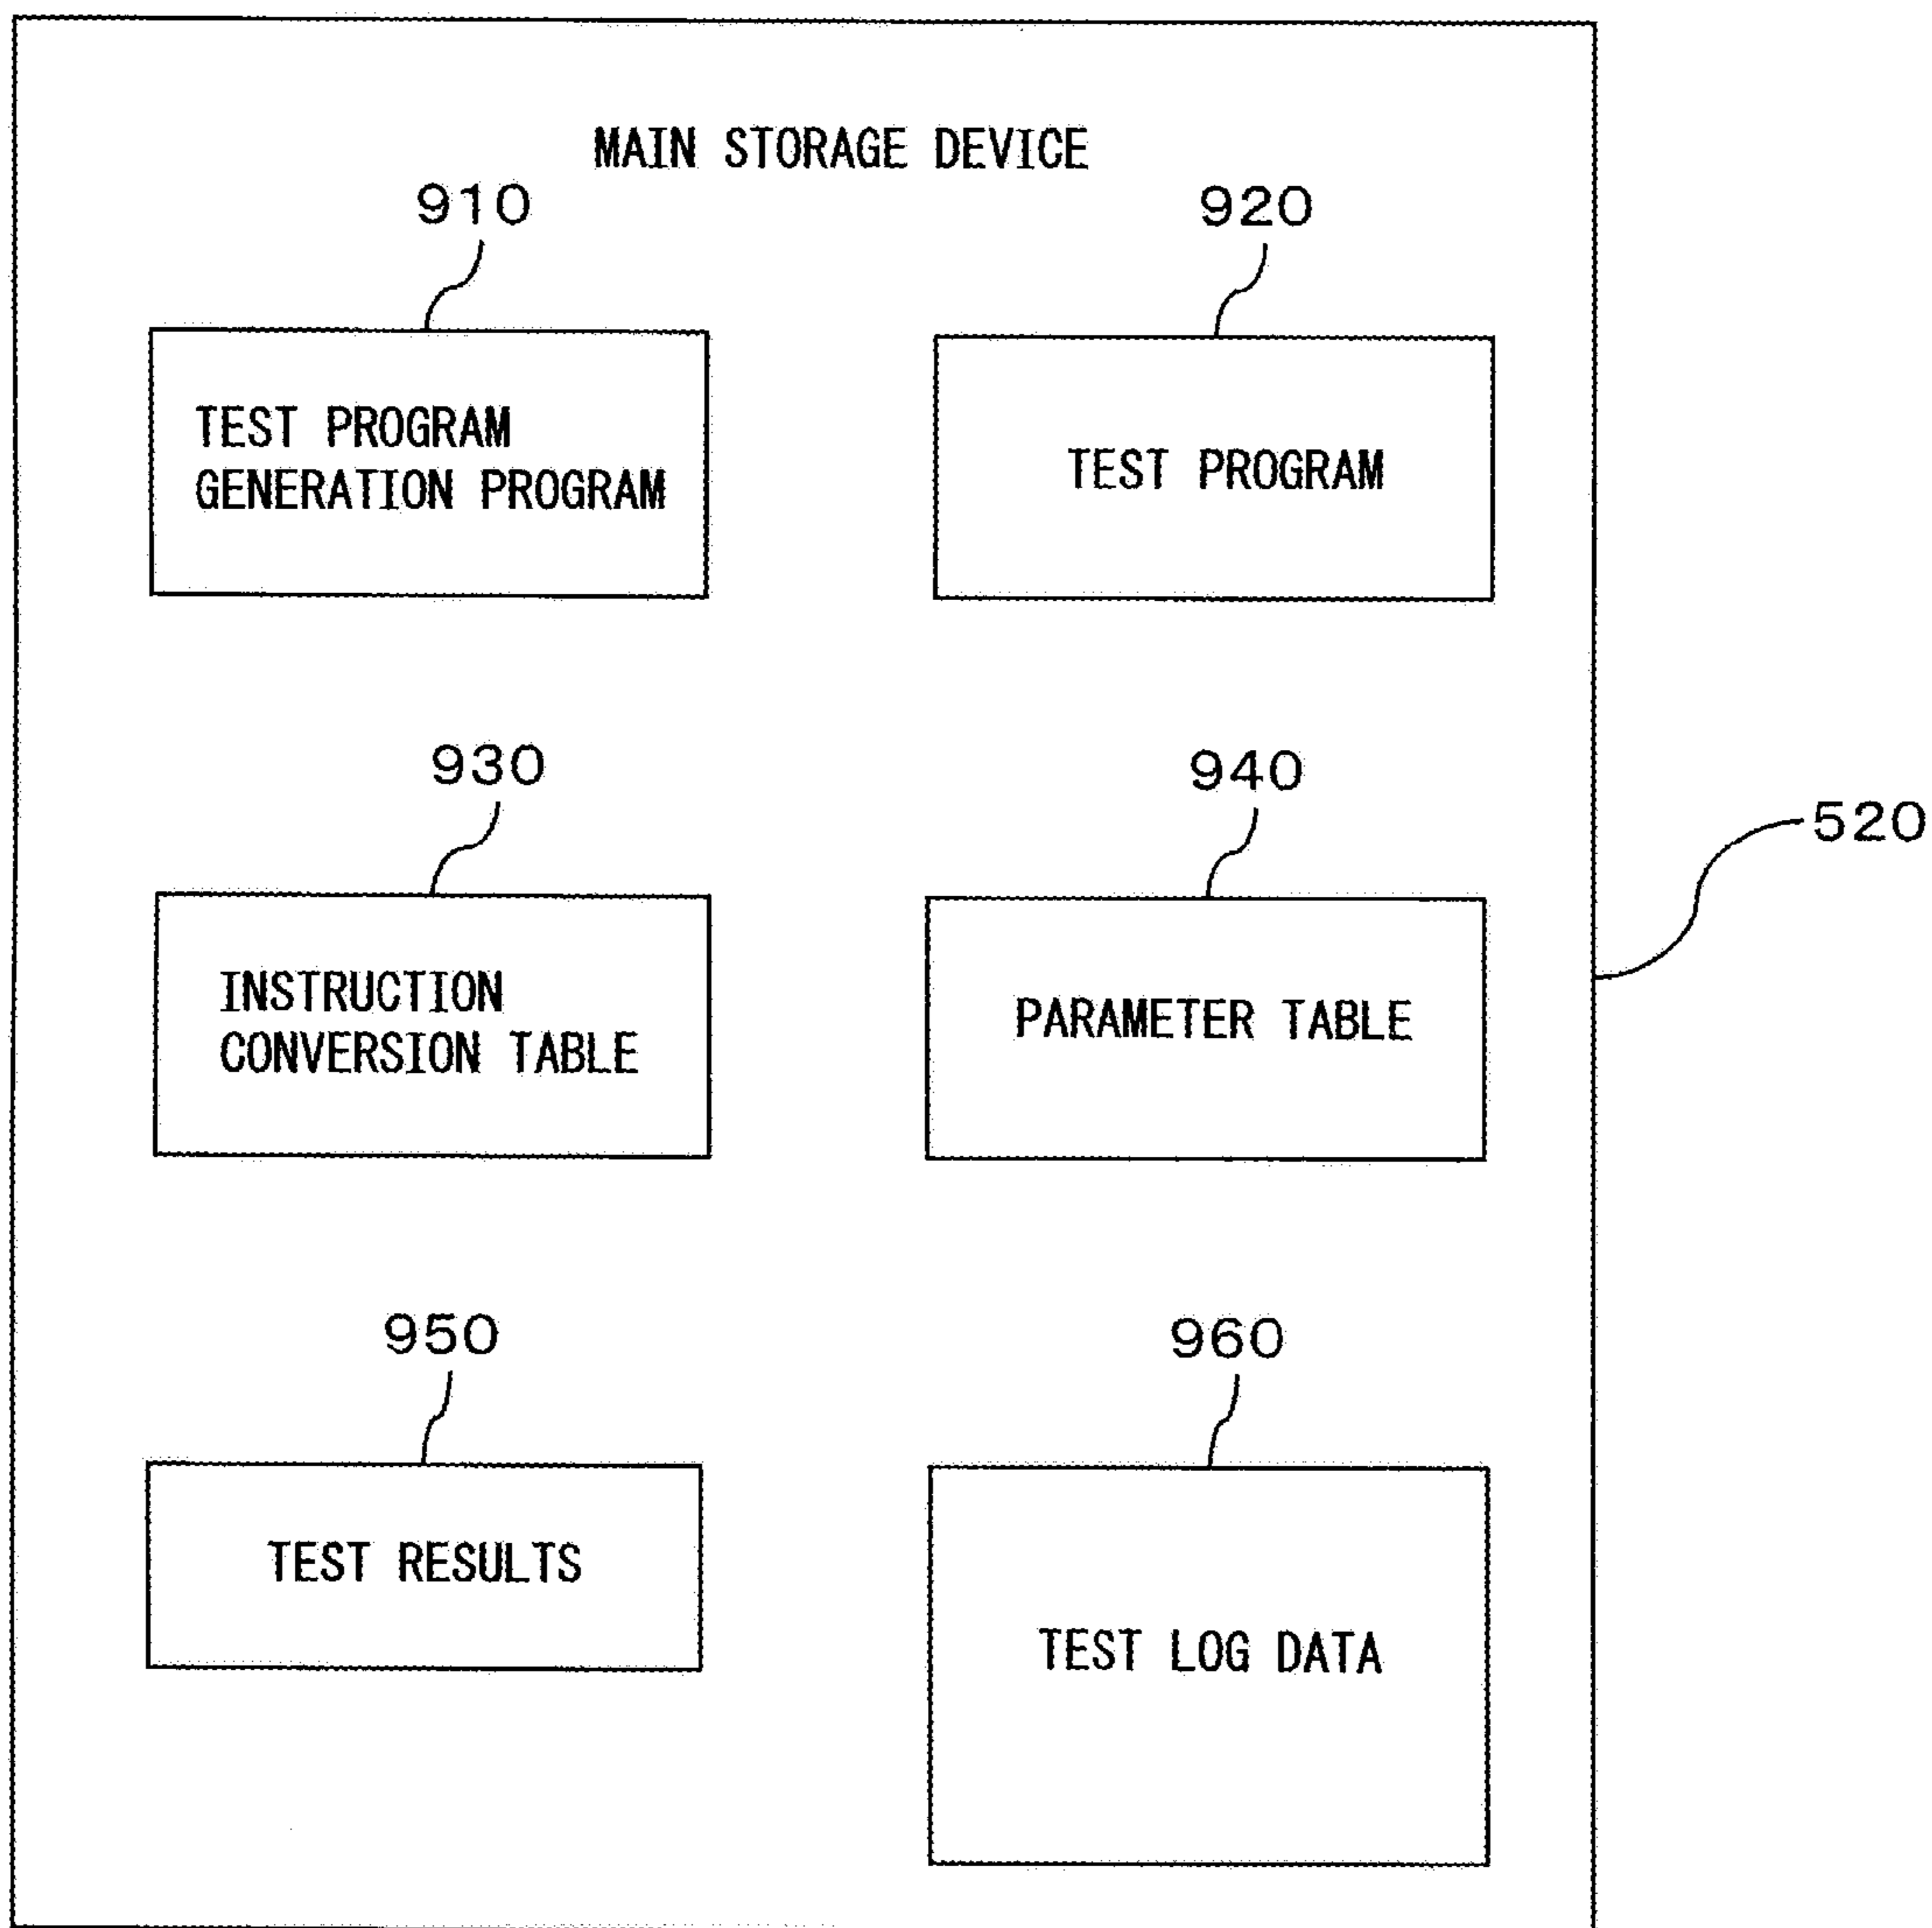 MAIN STORAGE DEVICE
910
920
TEST PROGRAM
GENERATION PROGRAM
TEST PROGRAM
930
940
520
INSTRUCTION
CONVERSION TABLE
PARAMETER TABLE
950
960
TEST RESULTS
TEST LOG DATA